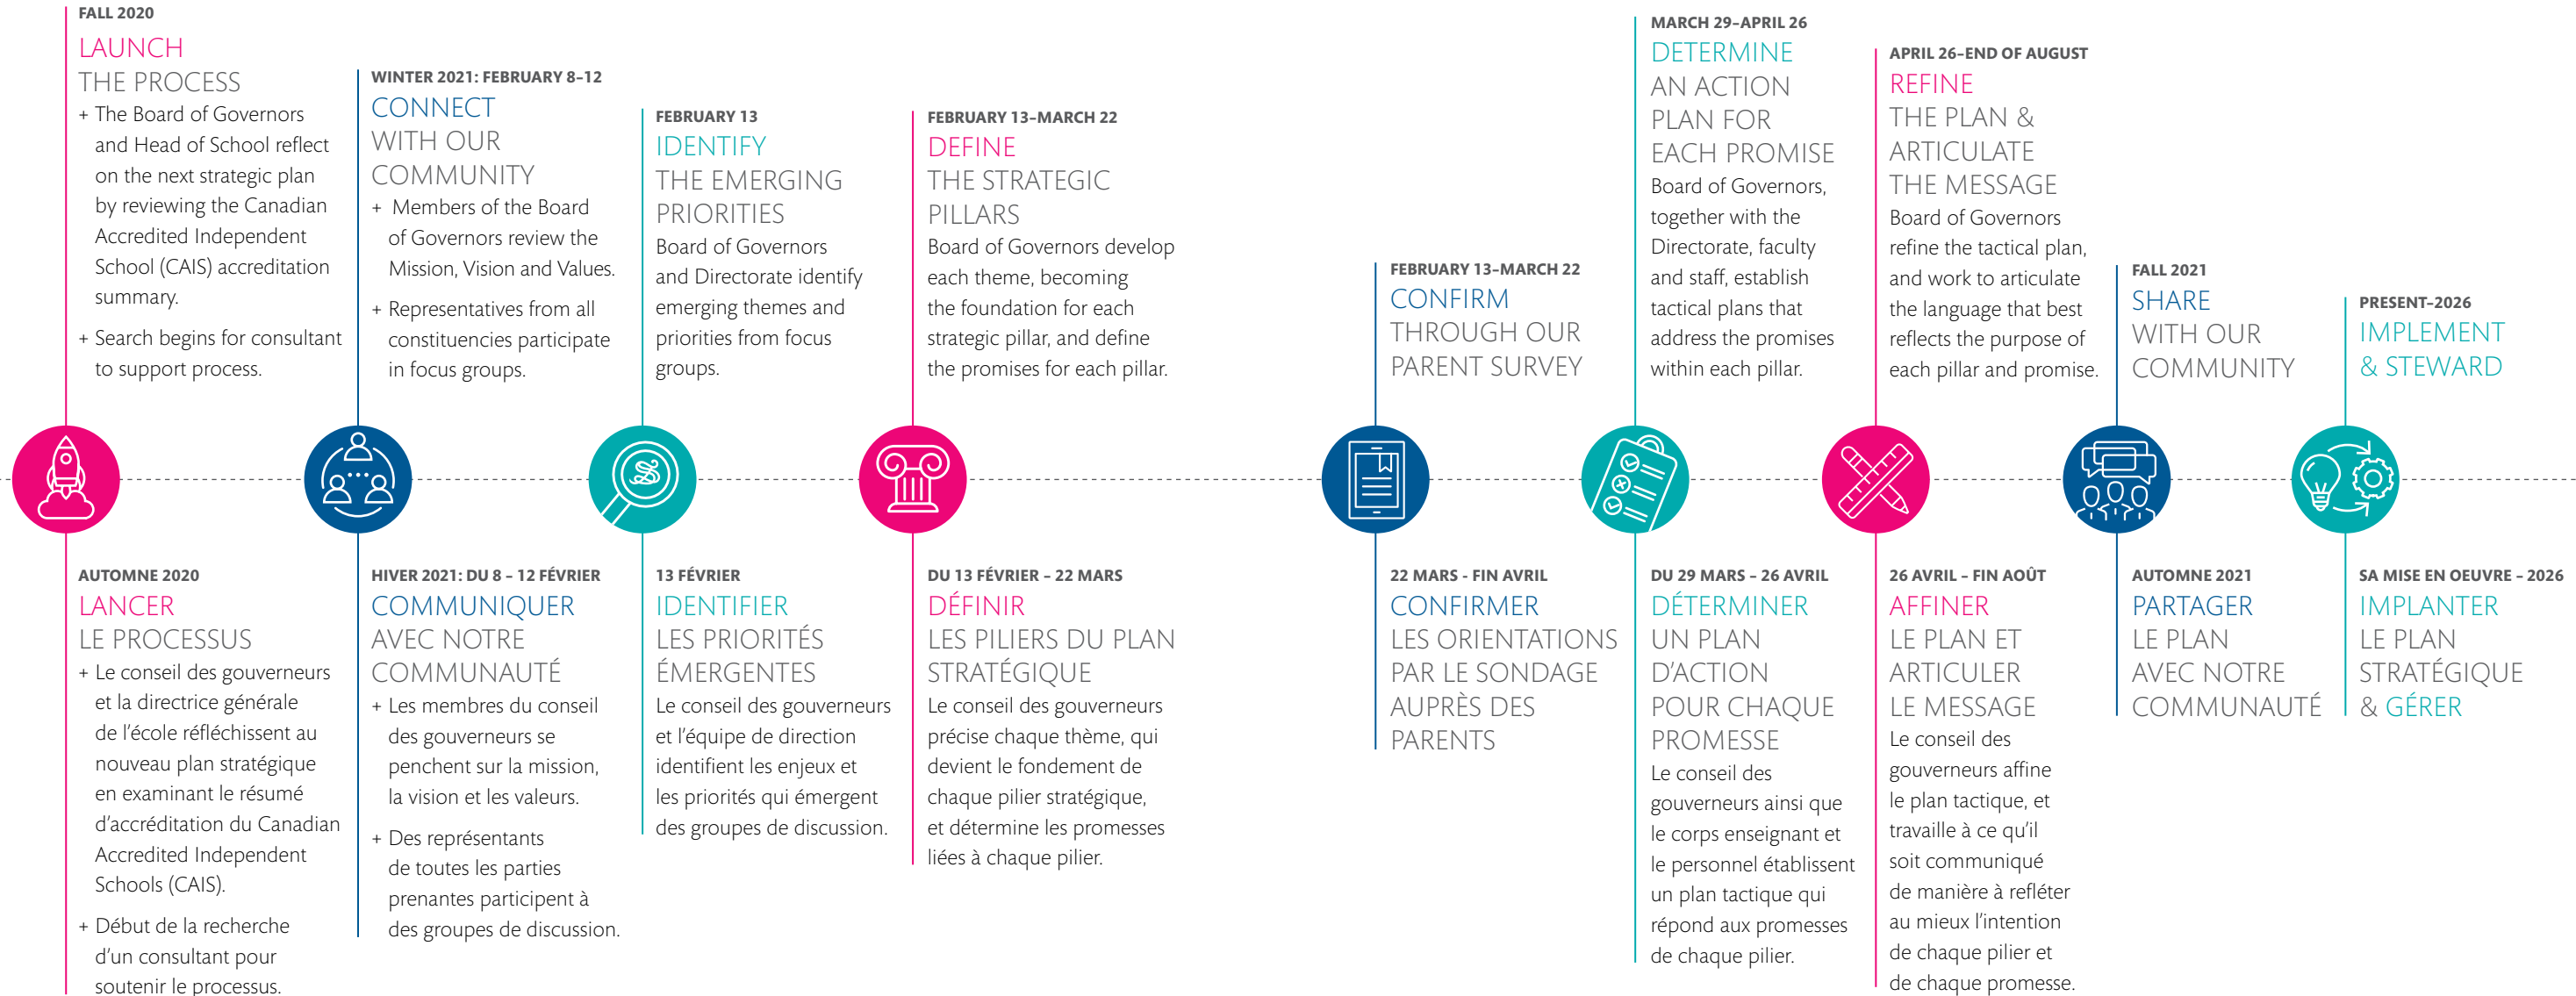 FALL 2020
LAUNCH
THE PROCESS
+ The Board of Governors
and Head of School reflect
on the next strategic plan
by reviewing the Canadian
Accredited Independent
School (CAIS) accreditation
summary.
+ Search begins for consultant
to support process.
WINTER 2021: FEBRUARY 8–12
CONNECT
WITH OUR
COMMUNITY
+ Members of the Board
of Governors review the
Mission, Vision and Values.
+ Representatives from all
constituencies participate
in focus groups.
FEBRUARY 13
IDENTIFY
THE EMERGING
PRIORITIES
Board of Governors
and Directorate identify
emerging themes and
priorities from focus
groups.
FEBRUARY 13–MARCH 22
DEFINE
THE STRATEGIC
PILLARS
Board of Governors develop
each theme, becoming
the foundation for each
strategic pillar, and define
the promises for each pillar.
FEBRUARY 13–MARCH 22
CONFIRM
THROUGH OUR
PARENT SURVEY
MARCH 29–APRIL 26
DETERMINE
AN ACTION
PLAN FOR
EACH PROMISE
Board of Governors,
together with the
Directorate, faculty
and staff, establish
tactical plans that
address the promises
within each pillar.
APRIL 26–END OF AUGUST
REFINE
THE PLAN &
ARTICULATE
THE MESSAGE
Board of Governors
refine the tactical plan,
and work to articulate
the language that best
reflects the purpose of
each pillar and promise.
FALL 2021
SHARE
WITH OUR
COMMUNITY
PRESENT–2026
IMPLEMENT
& STEWARD
AUTOMNE 2020
LANCER
LE PROCESSUS
+ Le conseil des gouverneurs
et la directrice générale
de l'école réfléchissent au
nouveau plan stratégique
en examinant le résumé
d'accréditation du Canadian
Accredited Independent
Schools (CAIS).
+ Début de la recherche
d'un consultant pour
soutenir le processus.
HIVER 2021: DU 8 – 12 FÉVRIER
COMMUNIQUER
AVEC NOTRE
COMMUNAUTÉ
+ Les membres du conseil
des gouverneurs se
penchent sur la mission,
la vision et les valeurs.
+ Des représentants
de toutes les parties
prenantes participent à
des groupes de discussion.
13 FÉVRIER
IDENTIFIER
LES PRIORITÉS
ÉMERGENTES
Le conseil des gouverneurs
et l'équipe de direction
identifient les enjeux et
les priorités qui émergent
des groupes de discussion.
DU 13 FÉVRIER – 22 MARS
DÉFINIR
LES PILIERS DU PLAN
STRATÉGIQUE
Le conseil des gouverneurs
précise chaque thème, qui
devient le fondement de
chaque pilier stratégique,
et détermine les promesses
liées à chaque pilier.
22 MARS - FIN AVRIL
CONFIRMER
LES ORIENTATIONS
PAR LE SONDAGE
AUPRÈS DES
PARENTS
DU 29 MARS – 26 AVRIL
DÉTERMINER
UN PLAN
D'ACTION
POUR CHAQUE
PROMESSE
Le conseil des
gouverneurs ainsi que
le corps enseignant et
le personnel établissent
un plan tactique qui
répond aux promesses
de chaque pilier.
26 AVRIL – FIN AOÛT
AFFINER
LE PLAN ET
ARTICULER
LE MESSAGE
Le conseil des
gouverneurs affine
le plan tactique, et
travaille à ce qu'il
soit communiqué
de manière à refléter
au mieux l'intention
de chaque pilier et
de chaque promesse.
AUTOMNE 2021
PARTAGER
LE PLAN
AVEC NOTRE
COMMUNAUTÉ
SA MISE EN OEUVRE – 2026
IMPLANTER
LE PLAN
STRATÉGIQUE
& GÉRER